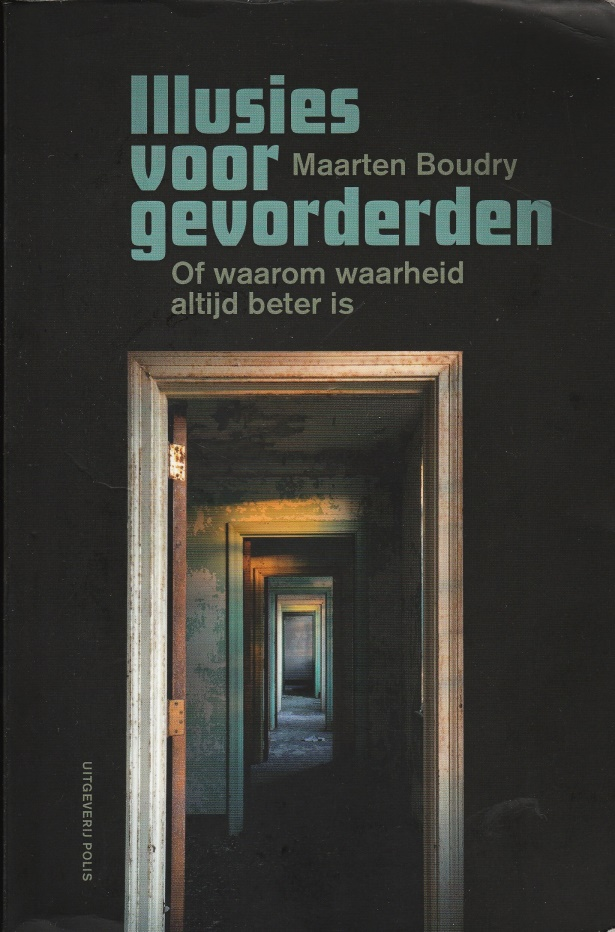 Illusies
voor Maarten Boudry
gevorderden
Of waarom waarheid
altijd beter is
UITGEVERIJ POLIS